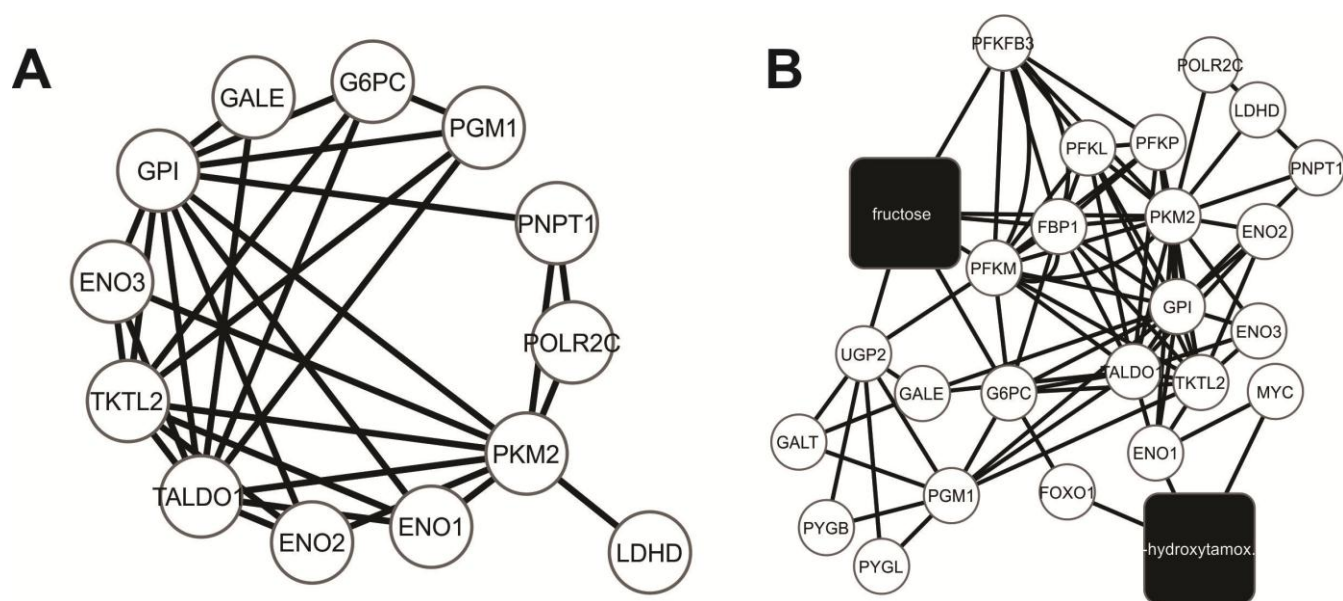 A
GALE
G6PC
PGM1
GPI
PNPT1
ENO3
POLR2C
TKTL2
PKM2
TALDO1
ENO2
ENO1
LDHD
B
PFKFB3
POLR2C
LDHD
PFKL
PFKP
PNPT1
fructose
FBP1
PKM2
ENO2
PFKM
GPI
ENO3
UGP2
TALDO1
TKTL2
GALE
G6PC
MYC
GALT
ENO1
PGM1
FOXO1
PYGB
-hydroxytamox.
PYGL